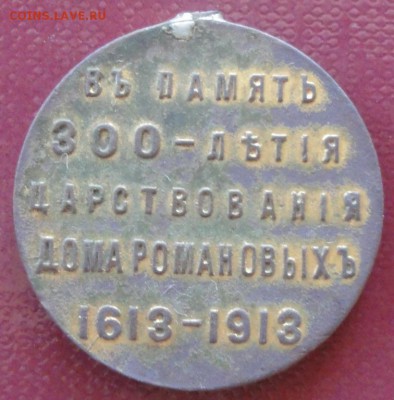 COINS.LAVE.RU
ВЪ ПАМЯТЬ
300-ЛѢТІЯ
ЦАРСТВОВАНІЯ
ДОМА РОМАНОВЫХЪ
1613-1913